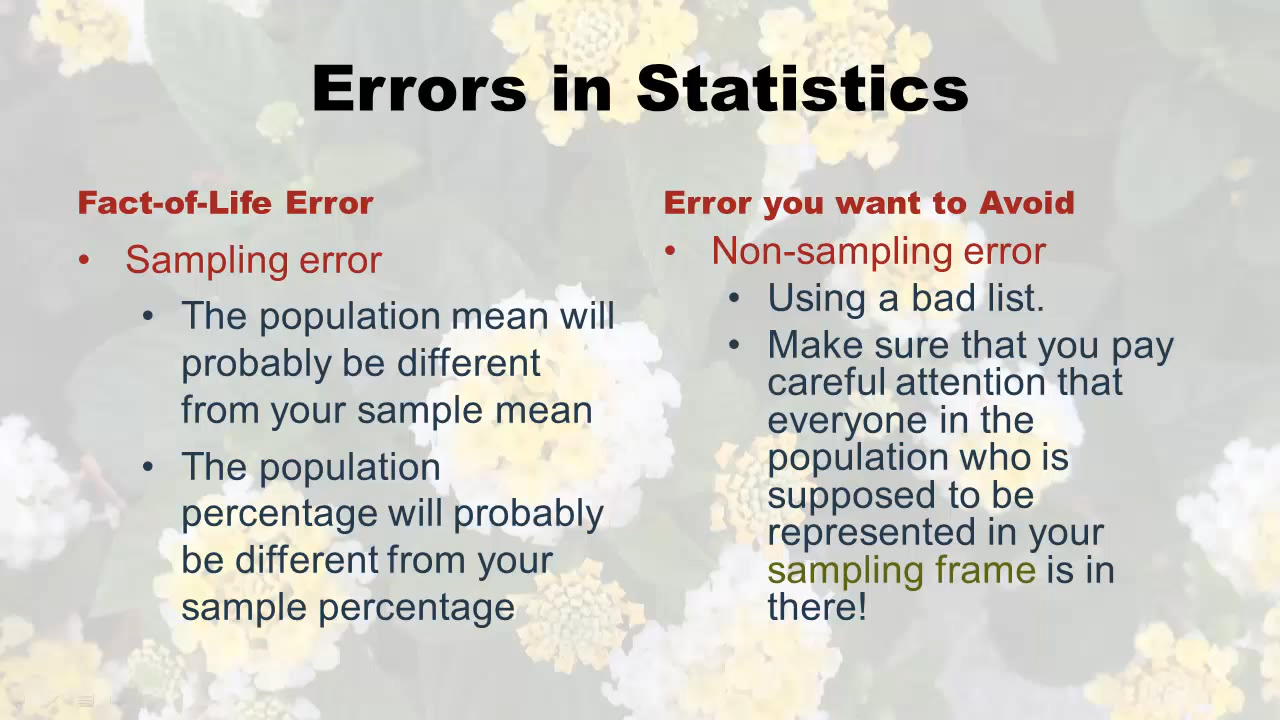 Errors in Statistics
Fact-of-Life Error
• Sampling error
• The population mean will
probably be different
from your sample mean
• The population
percentage will probably
be different from your
sample percentage
Error you want to Avoid
• Non-sampling error
• Using a bad list.
• Make sure that you pay
careful attention that
everyone in the
population who is
supposed to be
represented in your
sampling frame is in
there!